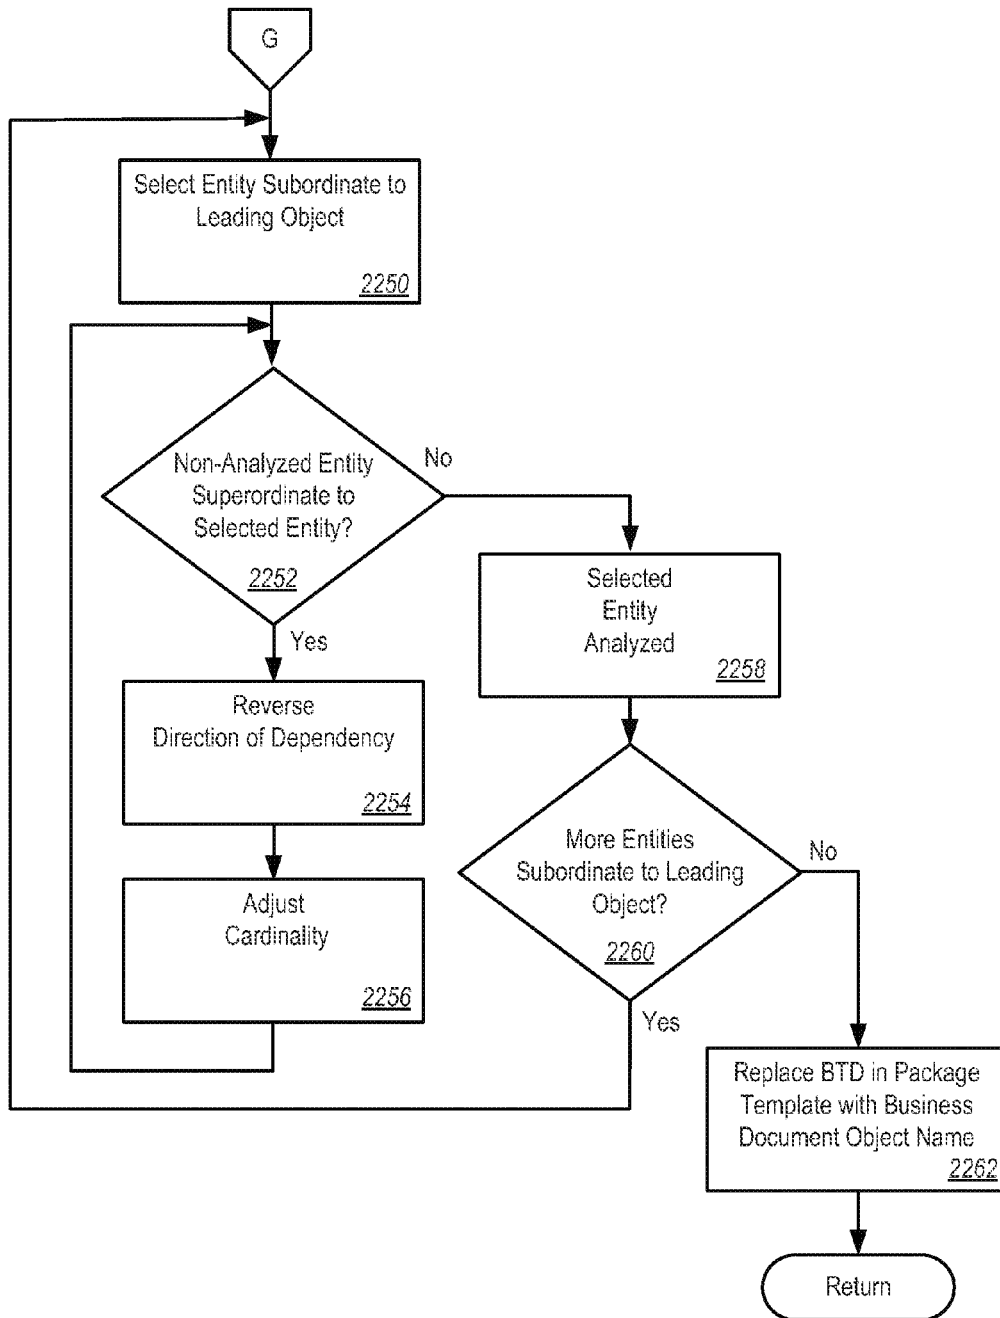 G
Select Entity Subordinate to
Leading Object
2250
Non-Analyzed Entity
Superordinate to
Selected Entity?
2252
No
Yes
Selected
Entity
Analyzed
2258
Reverse
Direction of Dependency
2254
More Entities
Subordinate to Leading
Object?
2260
No
Yes
Adjust
Cardinality
2256
Replace BTD in Package
Template with Business
Document Object Name
2262
Return